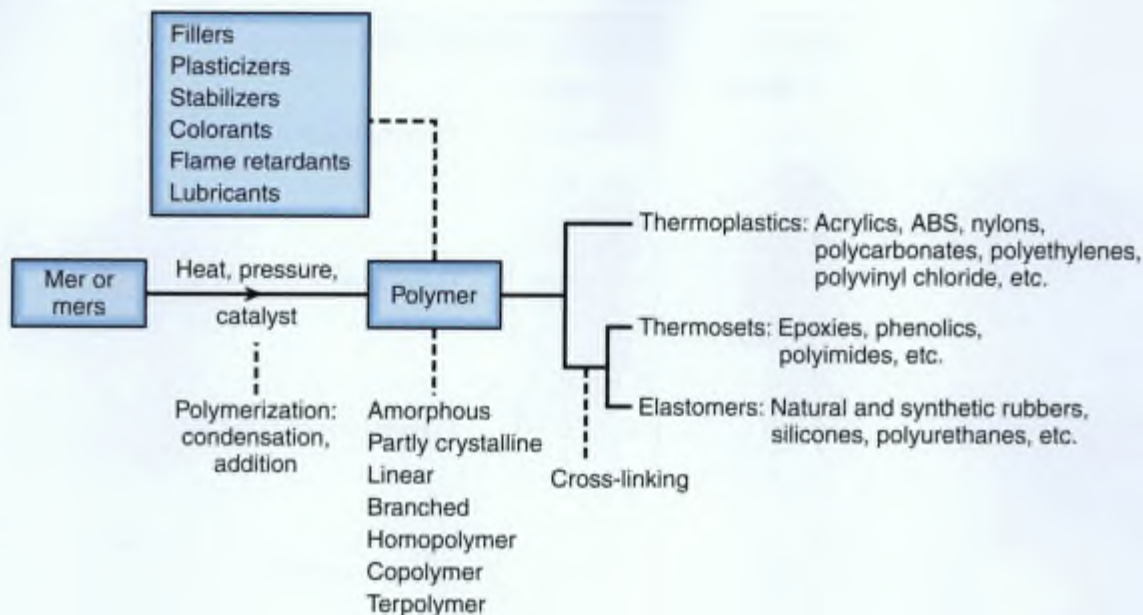 Fillers
Plasticizers
Stabilizers
Colorants
Flame retardants
Lubricants
Mer or
mers
Heat, pressure,
catalyst
Polymerization:
condensation,
addition
Polymer
Amorphous
Partly crystalline
Linear
Branched
Homopolymer
Copolymer
Terpolymer
Thermoplastics: Acrylics, ABS, nylons,
polycarbonates, polyethylenes,
polyvinyl chloride, etc.
Thermosets: Epoxies, phenolics,
polyimides, etc.
Elastomers: Natural and synthetic rubbers,
silicones, polyurethanes, etc.
Cross-linking